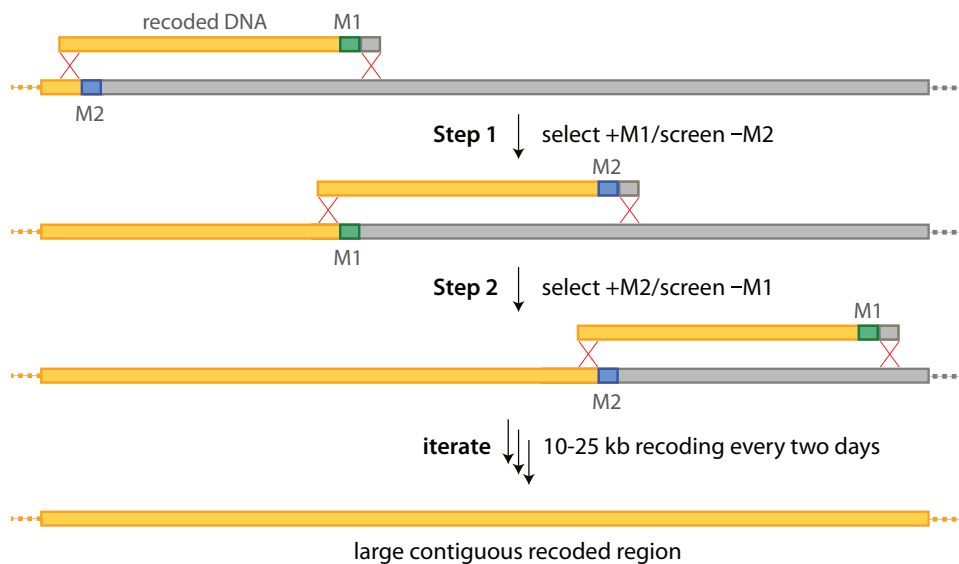 recoded DNA
M1
M2
Step 1 select +M1/screen −M2
M2
M1
Step 2 select +M2/screen −M1
M1
M2
iterate 10-25 kb recoding every two days
large contiguous recoded region